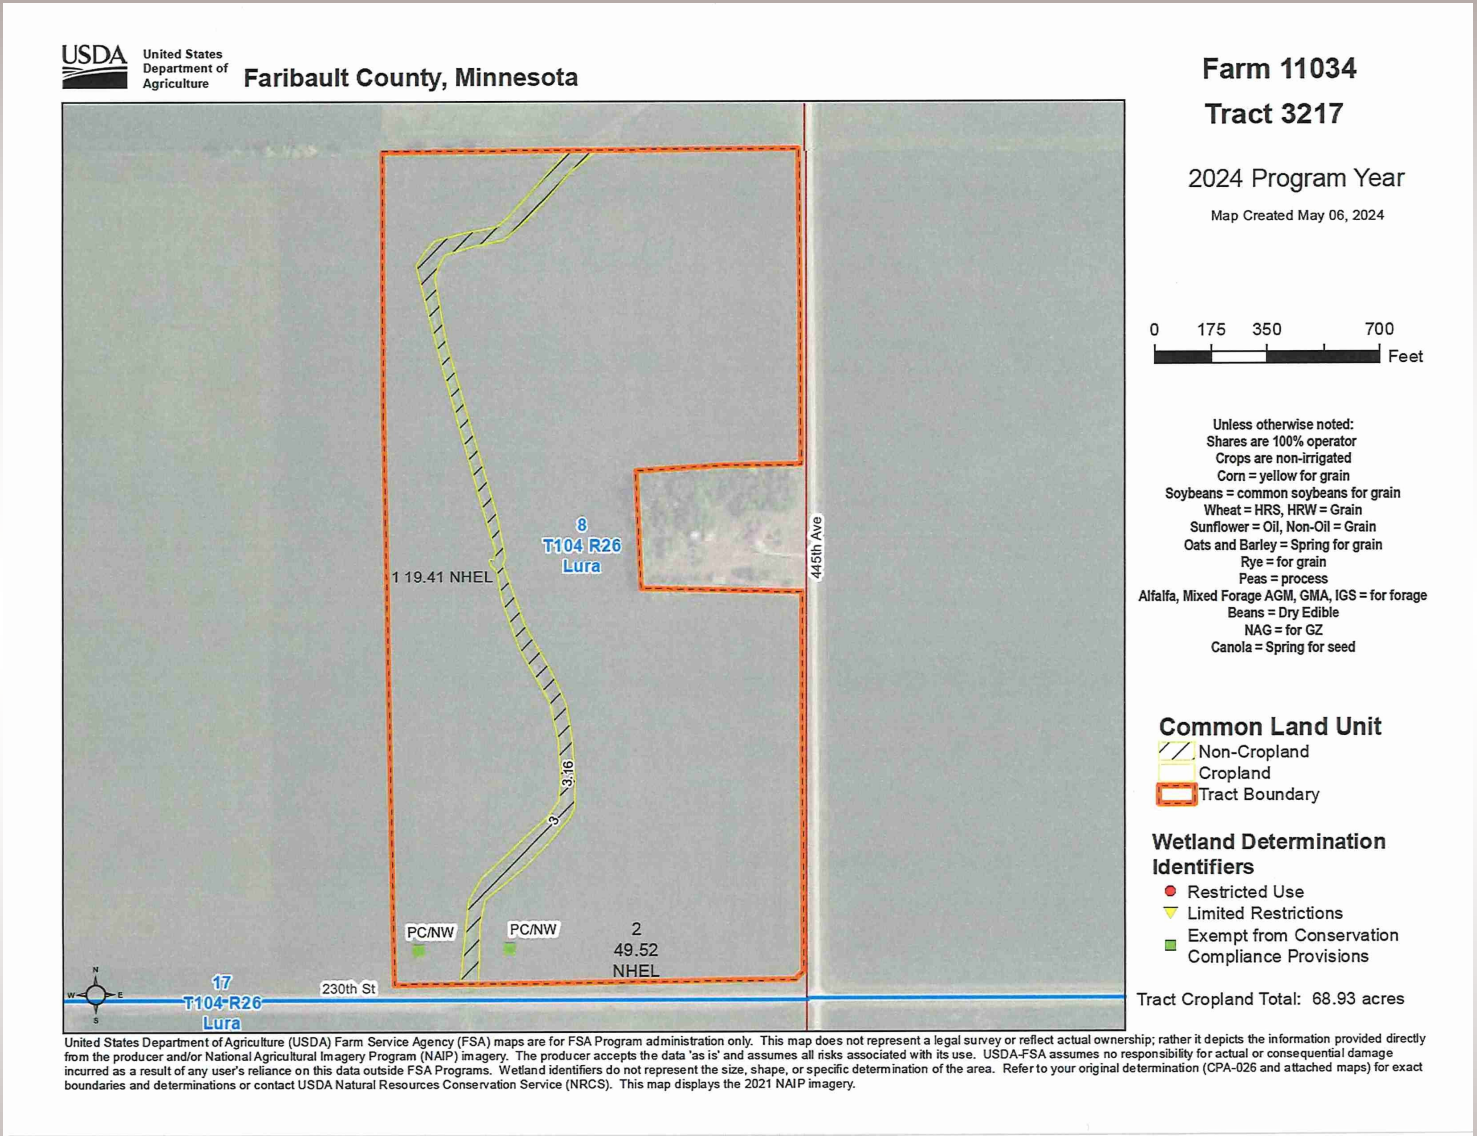 USDA
United States
Department of
Agriculture
Faribault County, Minnesota
Farm 11034
Tract 3217
2024 Program Year
Map Created May 06, 2024
0 175 350 700
Feet
Unless otherwise noted:
Shares are 100% operator
Crops are non-irrigated
Corn = yellow for grain
Soybeans = common soybeans for grain
Wheat = HRS, HRW = Grain
Sunflower = Oil, Non-Oil = Grain
Oats and Barley = Spring for grain
Rye = for grain
Peas = process
Alfalfa, Mixed Forage AGM, GMA, IGS = for forage
Beans = Dry Edible
NAG = for GZ
Canola = Spring for seed
8
T104 R26
Lura
445th Ave
1 19.41 NHEL
3.16
3
PC/NW
PC/NW
2
49.52
NHEL
230th St
N
W E
S
17
T104 R26
Lura
Common Land Unit
Non-Cropland
Cropland
Tract Boundary
Wetland Determination
Identifiers
Restricted Use
Limited Restrictions
Exempt from Conservation
Compliance Provisions
Tract Cropland Total: 68.93 acres
United States Department of Agriculture (USDA) Farm Service Agency (FSA) maps are for FSA Program administration only. This map does not represent a legal survey or reflect actual ownership; rather it depicts the information provided directly
from the producer and/or National Agricultural Imagery Program (NAIP) imagery. The producer accepts the data 'as is' and assumes all risks associated with its use. USDA-FSA assumes no responsibility for actual or consequential damage
incurred as a result of any user's reliance on this data outside FSA Programs. Wetland identifiers do not represent the size, shape, or specific determination of the area. Refer to your original determination (CPA-026 and attached maps) for exact
boundaries and determinations or contact USDA Natural Resources Conservation Service (NRCS). This map displays the 2021 NAIP imagery.